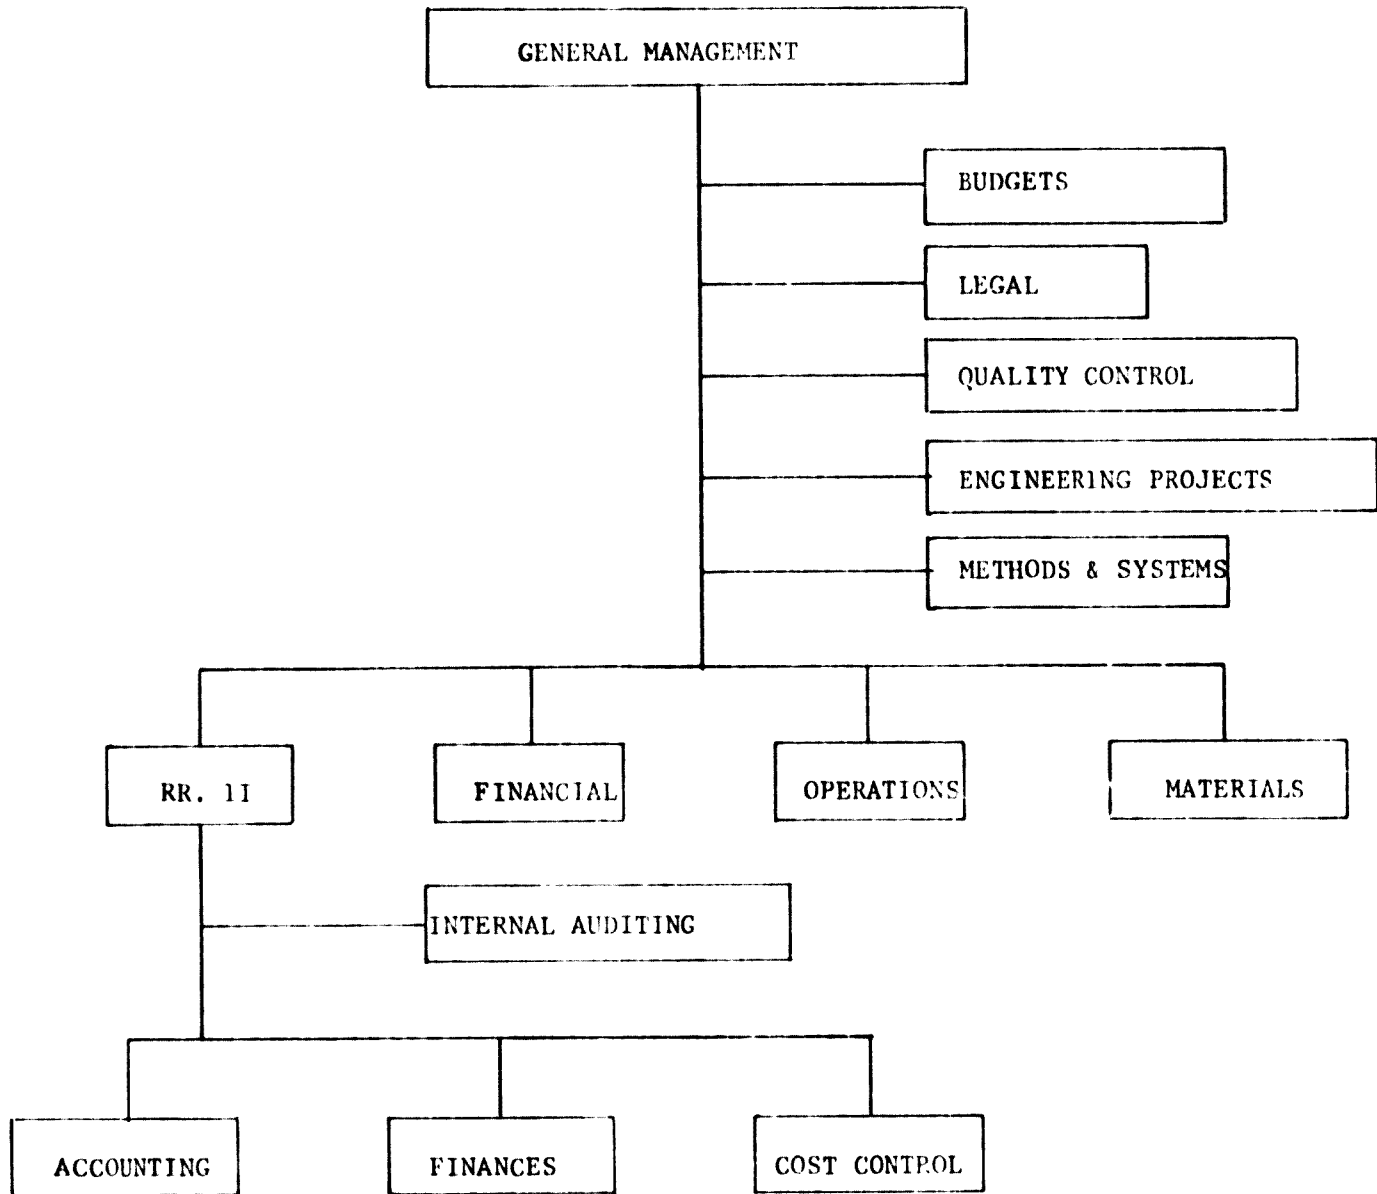 GENERAL MANAGEMENT
BUDGETS
LEGAL
QUALITY CONTROL
ENGINEERING PROJECTS
METHODS & SYSTEMS
RR. II
FINANCIAL
OPERATIONS
MATERIALS
INTERNAL AUDITING
ACCOUNTING
FINANCES
COST CONTROL